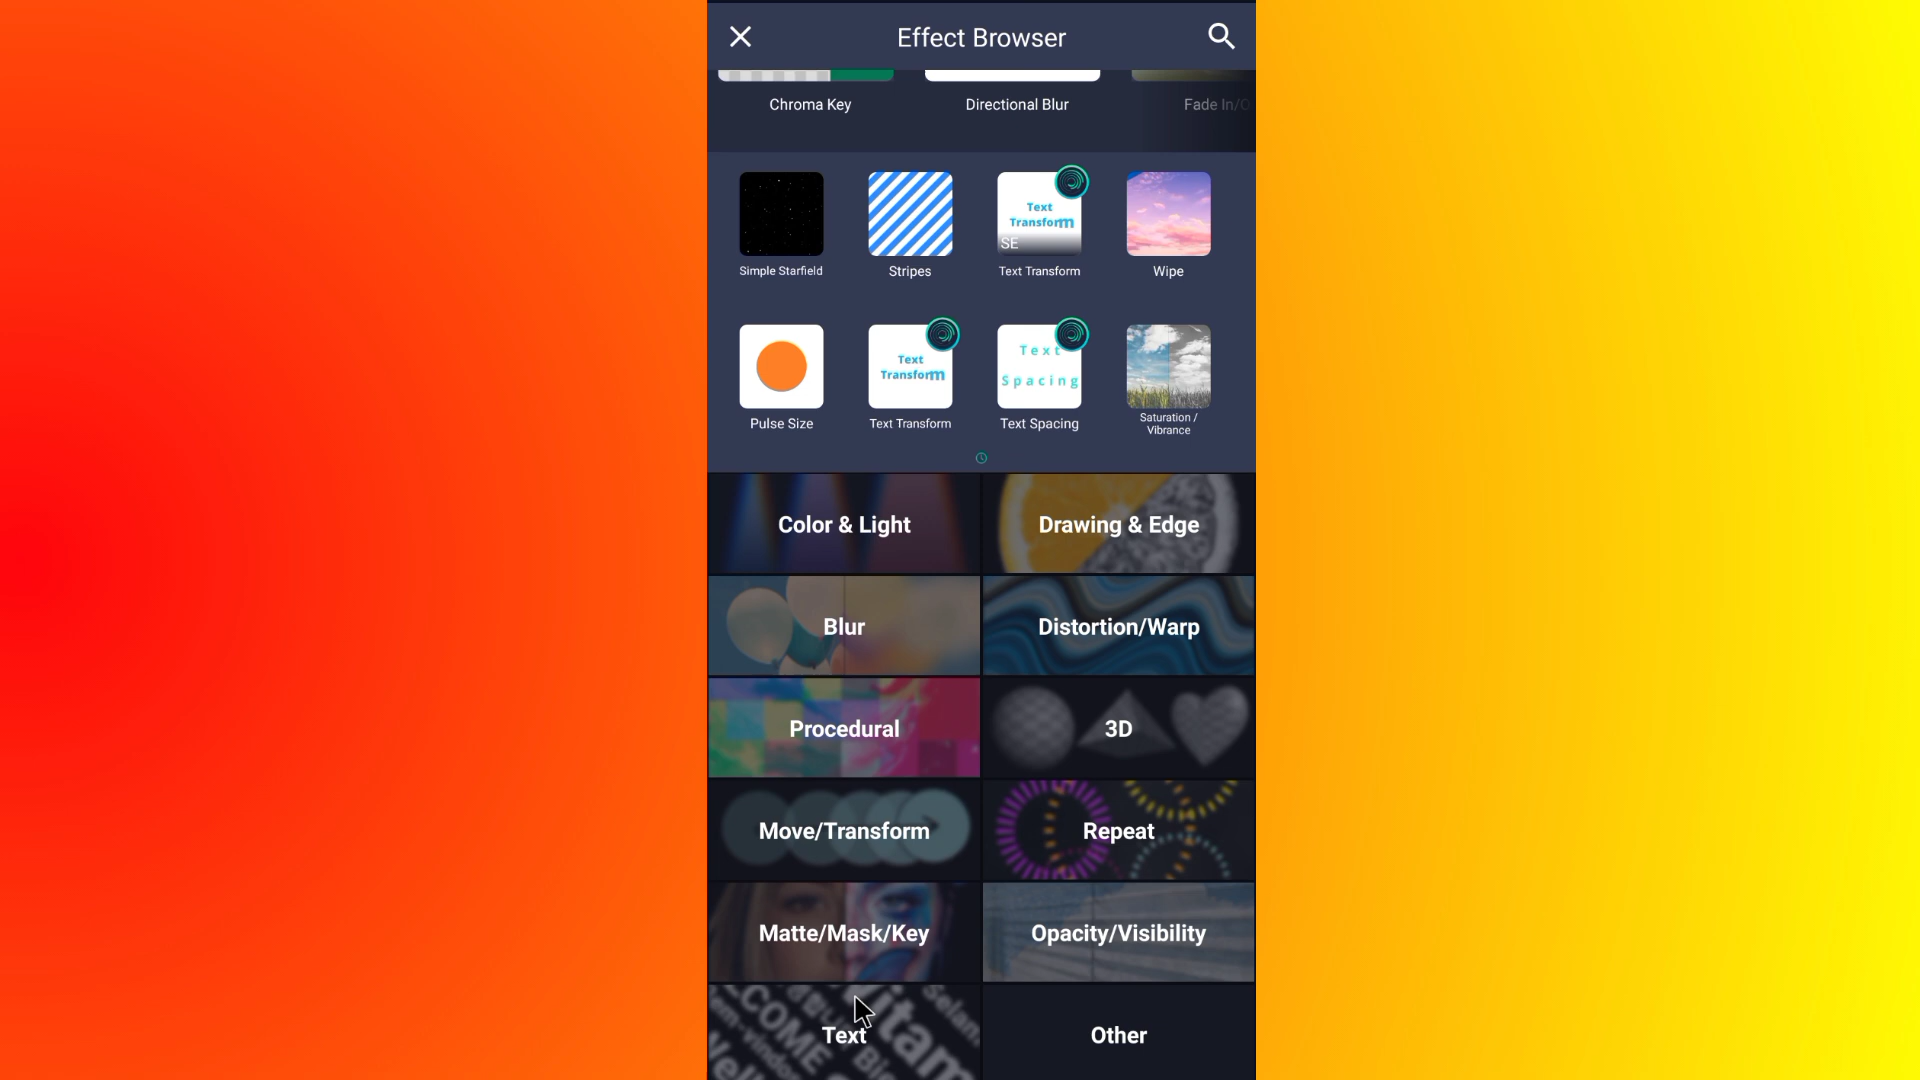 Effect Browser
Chroma Key
Directional Blur
Fade In/O
Text
Transform
SE
Simple Starfield
Stripes
Text Transform
Wipe
Text
Transform
Text
Spacing
Pulse Size
Text Transform
Text Spacing
Saturation /
Vibrance
Color & Light
Drawing & Edge
Blur
Distortion/Warp
Procedural
3D
Move/Transform
Repeat
Matte/Mask/Key
Opacity/Visibility
Text
Other